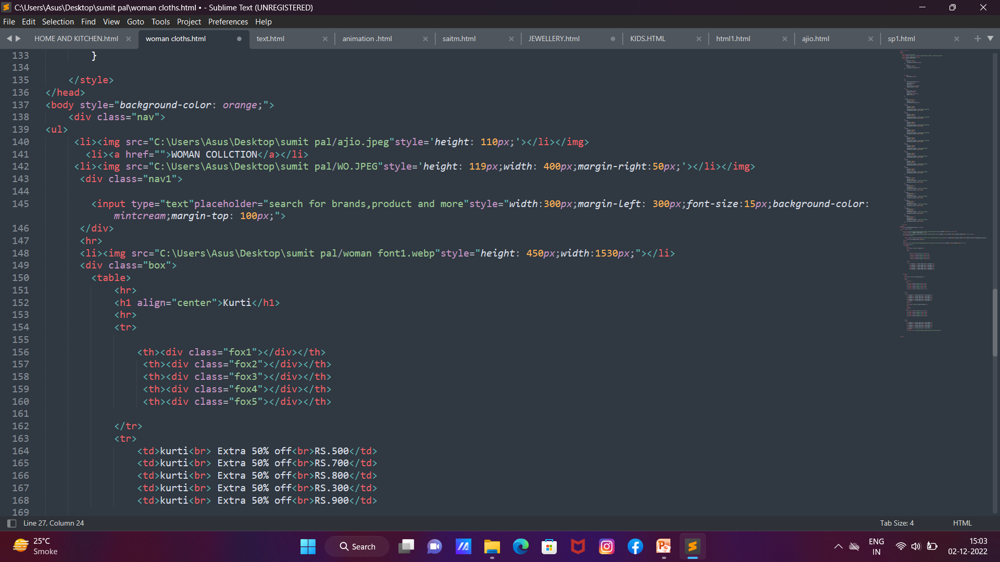 C:\Users\Asus\Desktop\sumit pal\woman cloths.html • - Sublime Text (UNREGISTERED)
File Edit Selection Find View Goto Tools Project Preferences Help
HOME AND KITCHEN.html woman cloths.html text.html animation .html saitm.html JEWELLERY.html KIDS.HTML html1.html ajio.html sp1.html
133 }
134
135 </style>
136 </head>
137 <body style="background-color: orange;">
138 <div class="nav">
139 <ul>
140 <li><img src="C:\Users\Asus\Desktop\sumit pal/ajio.jpeg"style='height: 110px;'></li></img>
141 <li><a href="">WOMAN COLLCTION</a></li>
142 <li><img src="C:\Users\Asus\Desktop\sumit pal/WO.JPEG"style='height: 119px;width: 400px;margin-right:50px;'></li></img>
143 <div class="nav1">
144
145 <input type="text"placeholder="search for brands,product and more"style="width:300px;margin-left: 300px;font-size:15px;background-color:
mintcream;margin-top: 100px;">
146 </div>
147 <hr>
148 <li><img src="C:\Users\Asus\Desktop\sumit pal/woman font1.webp"style="height: 450px;width:1530px;"></li>
149 <div class="box">
150 <table>
151 <hr>
152 <h1 align="center">Kurti</h1>
153 <hr>
154 <tr>
155
156 <th><div class="fox1"></div></th>
157 <th><div class="fox2"></div></th>
158 <th><div class="fox3"></div></th>
159 <th><div class="fox4"></div></th>
160 <th><div class="fox5"></div></th>
161
162 </tr>
163 <tr>
164 <td>kurti<br> Extra 50% off<br>RS.500</td>
165 <td>kurti<br> Extra 50% off<br>RS.700</td>
166 <td>kurti<br> Extra 50% off<br>RS.800</td>
167 <td>kurti<br> Extra 50% off<br>RS.300</td>
168 <td>kurti<br> Extra 50% off<br>RS.900</td>
169
Line 27, Column 24 Tab Size: 4 HTML
25°C
Smoke
Search
ENG
IN
15:03
02-12-2022